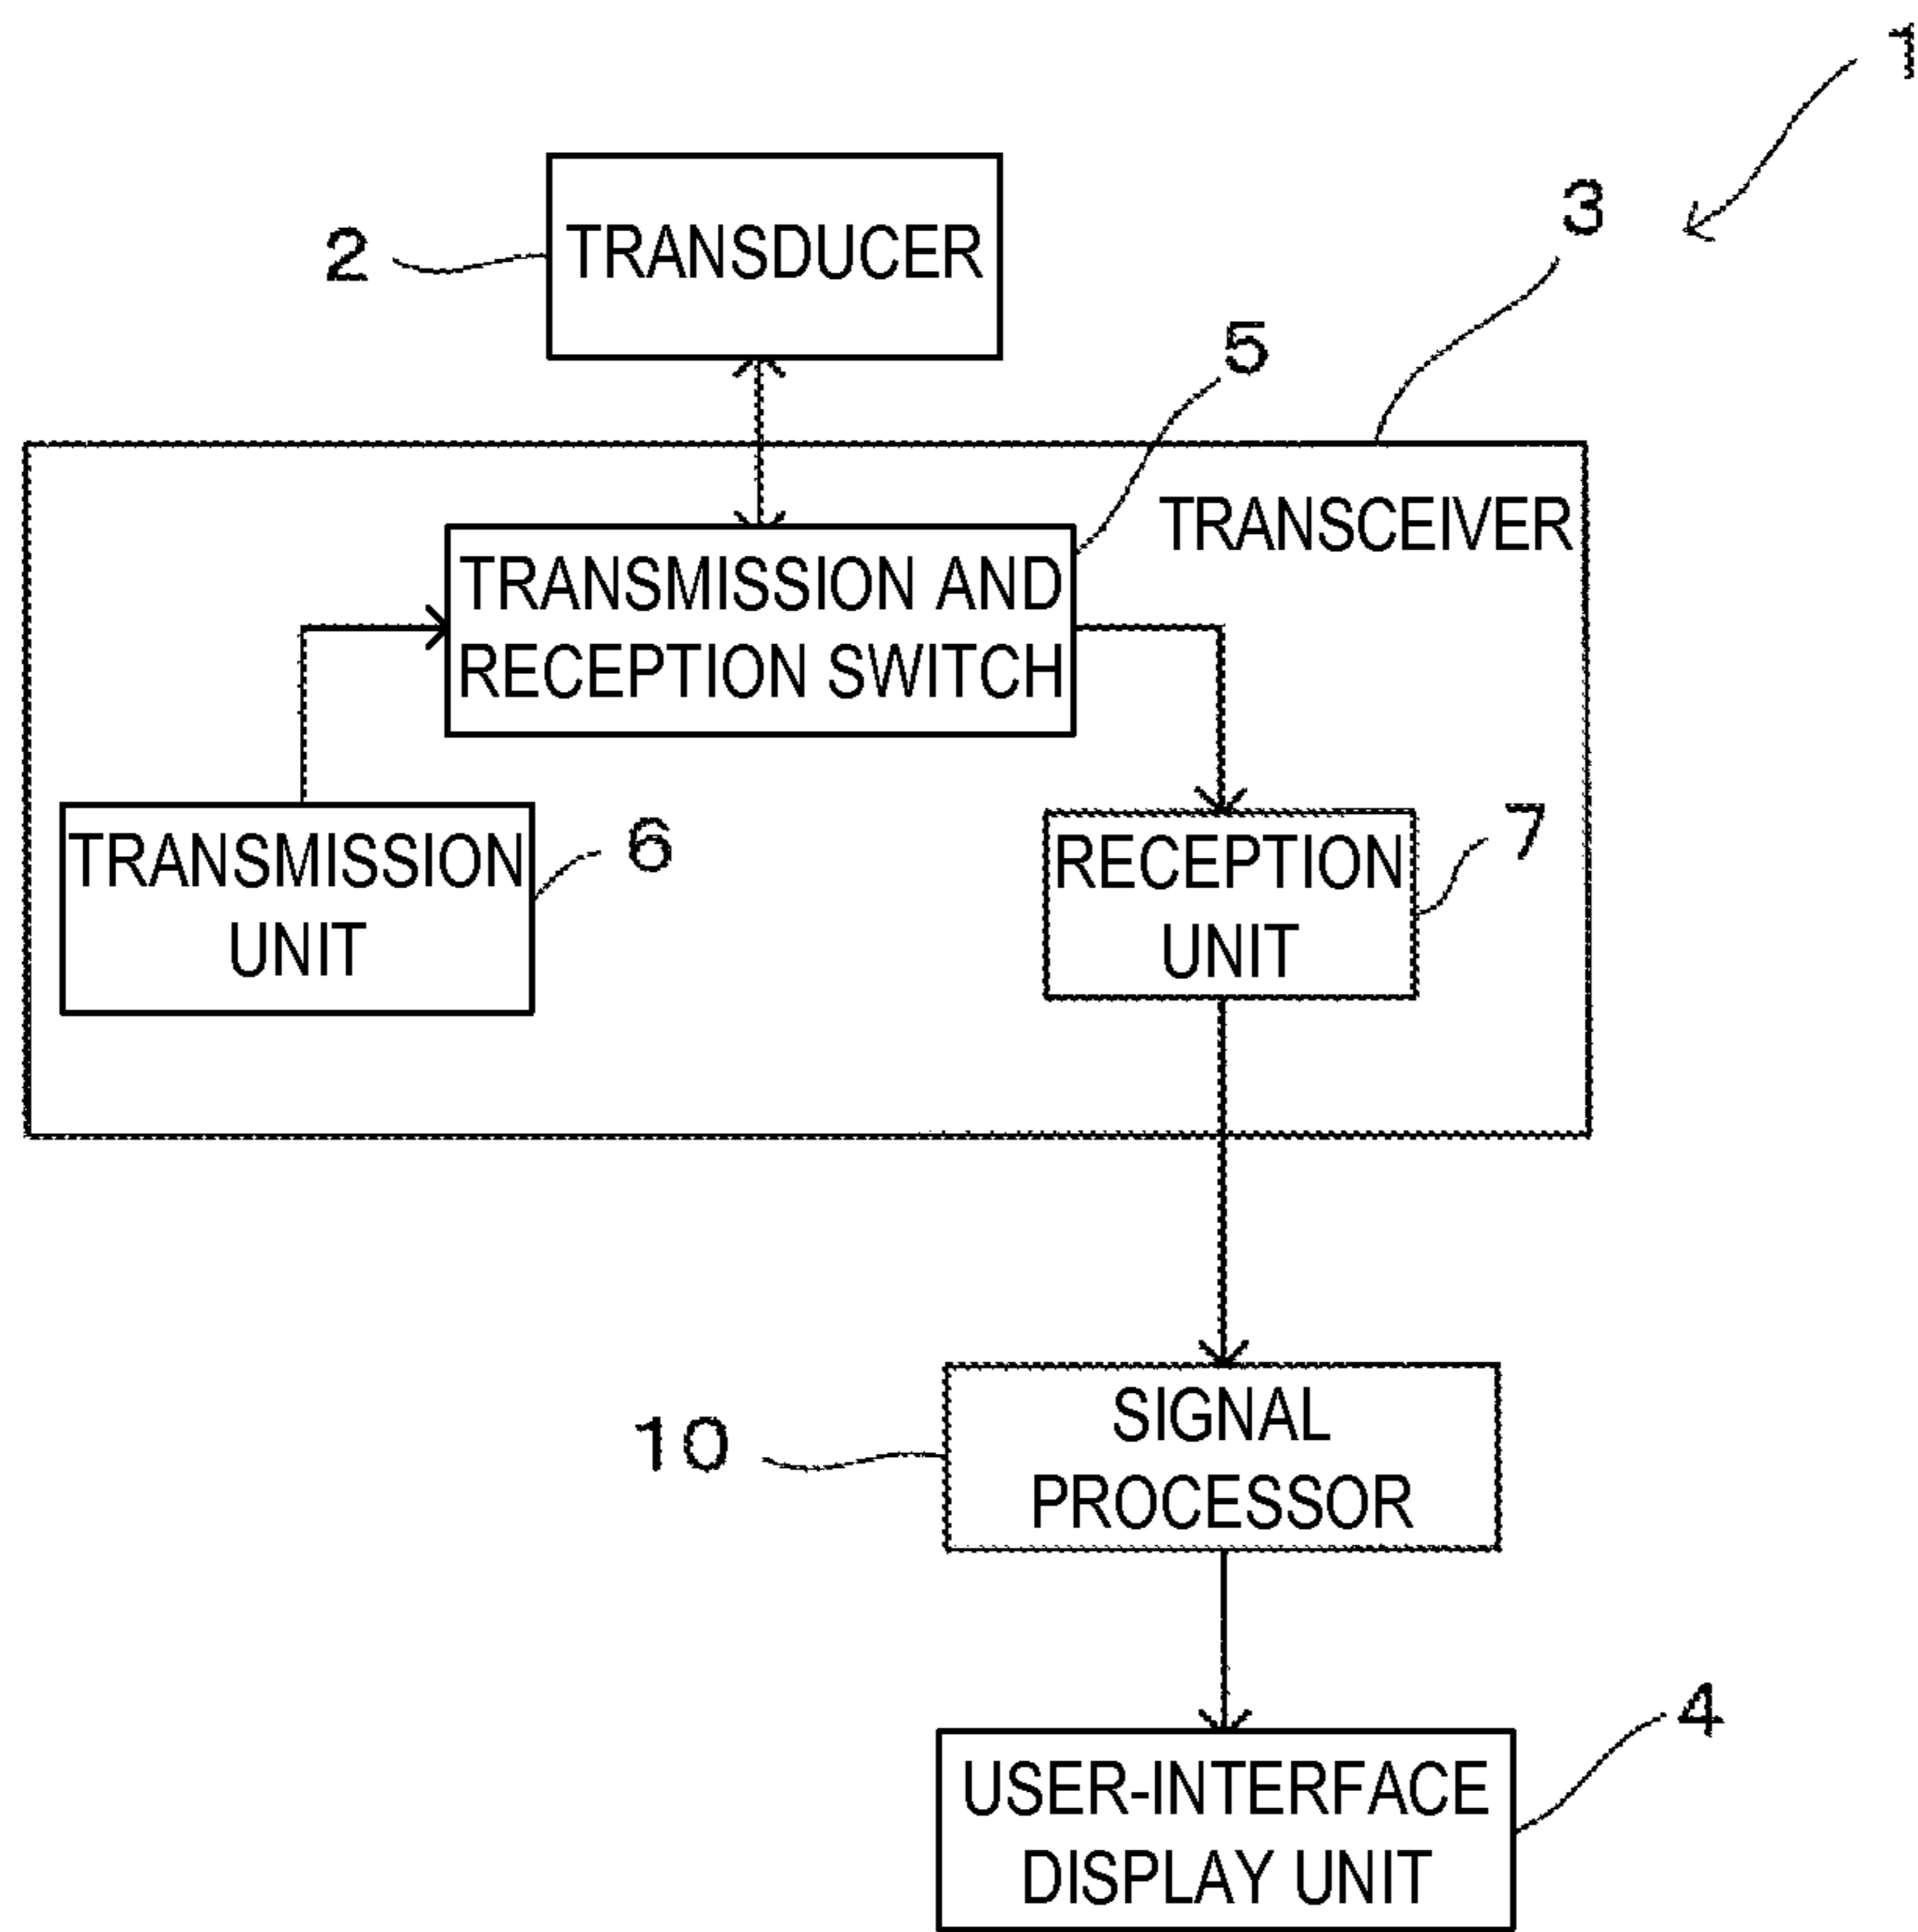 1
2
TRANSDUCER
3
5
TRANSCEIVER
TRANSMISSION AND
RECEPTION SWITCH
TRANSMISSION
UNIT
6
RECEPTION
UNIT
7
10
SIGNAL
PROCESSOR
4
USER-INTERFACE
DISPLAY UNIT